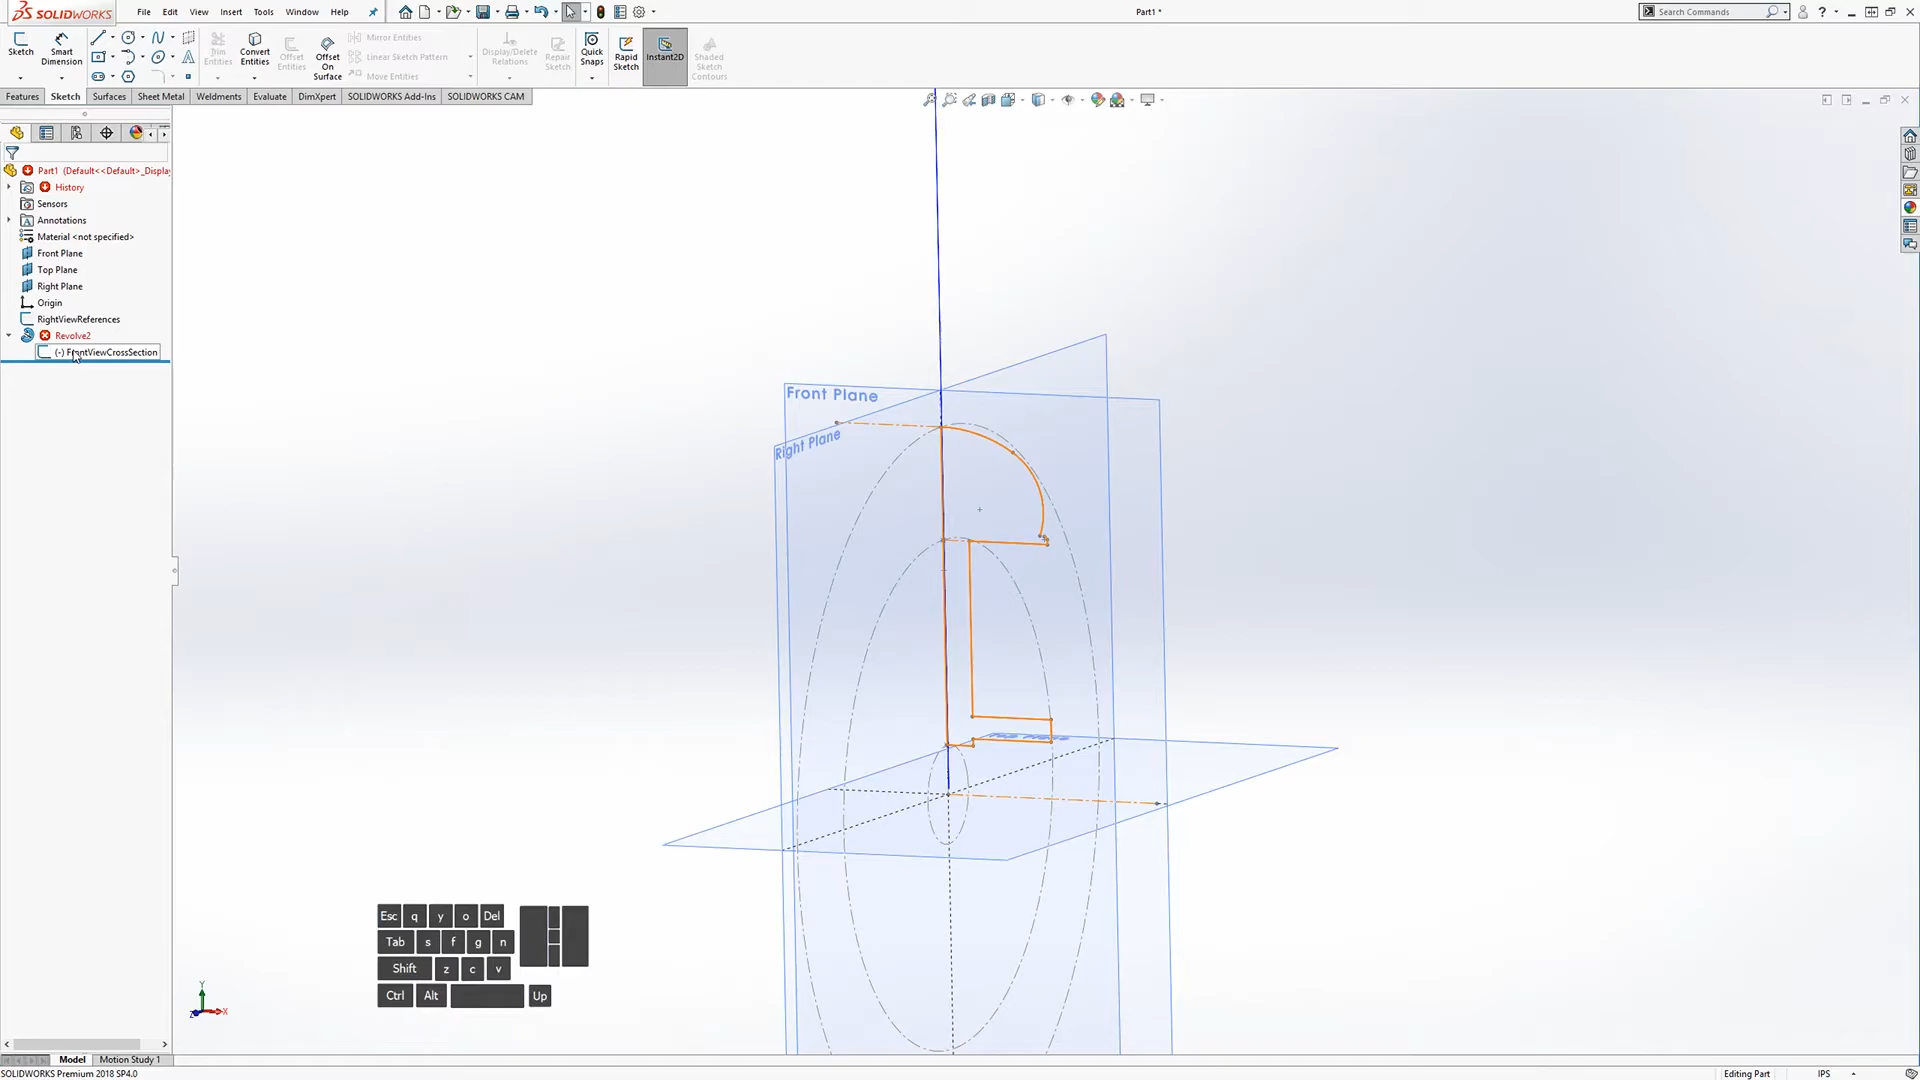 SOLIDWORKS
File Edit View Insert Tools Window Help
Part1 *
Search Commands
Sketch
Smart Dimension
Trim Entities
Convert Entities
Offset Entities
Offset On Surface
Mirror Entities
Linear Sketch Pattern
Move Entities
Display/Delete Relations
Repair Sketch
Quick Snaps
Rapid Sketch
Instant2D
Shaded Sketch Contours
Features Sketch Surfaces Sheet Metal Weldments Evaluate DimXpert SOLIDWORKS Add-Ins SOLIDWORKS CAM
Part1 (Default<<Default>_Displa
History
Sensors
Annotations
Material <not specified>
Front Plane
Top Plane
Right Plane
Origin
RightViewReferences
Revolve2
(-) FrontViewCrossSection
Front Plane
Right Plane
Esc q y o Del
Tab s f g n
Shift z c v
Ctrl Alt Up
Y
X
Z
Model Motion Study 1
SOLIDWORKS Premium 2018 SP4.0
Editing Part IPS